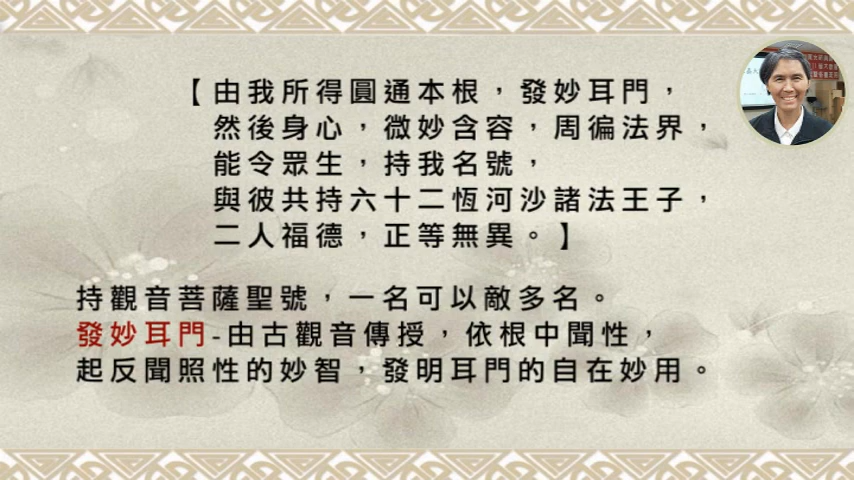 【由我所得圓通本根，發妙耳門，
然後身心，微妙含容，周徧法界，
能令眾生，持我名號，
與彼共持六十二恆河沙諸法王子，
二人福德，正等無異。】
持觀音菩薩聖號，一名可以敵多名。
發妙耳門-由古觀音傳授，依根中聞性，
起反聞照性的妙智，發明耳門的自在妙用。